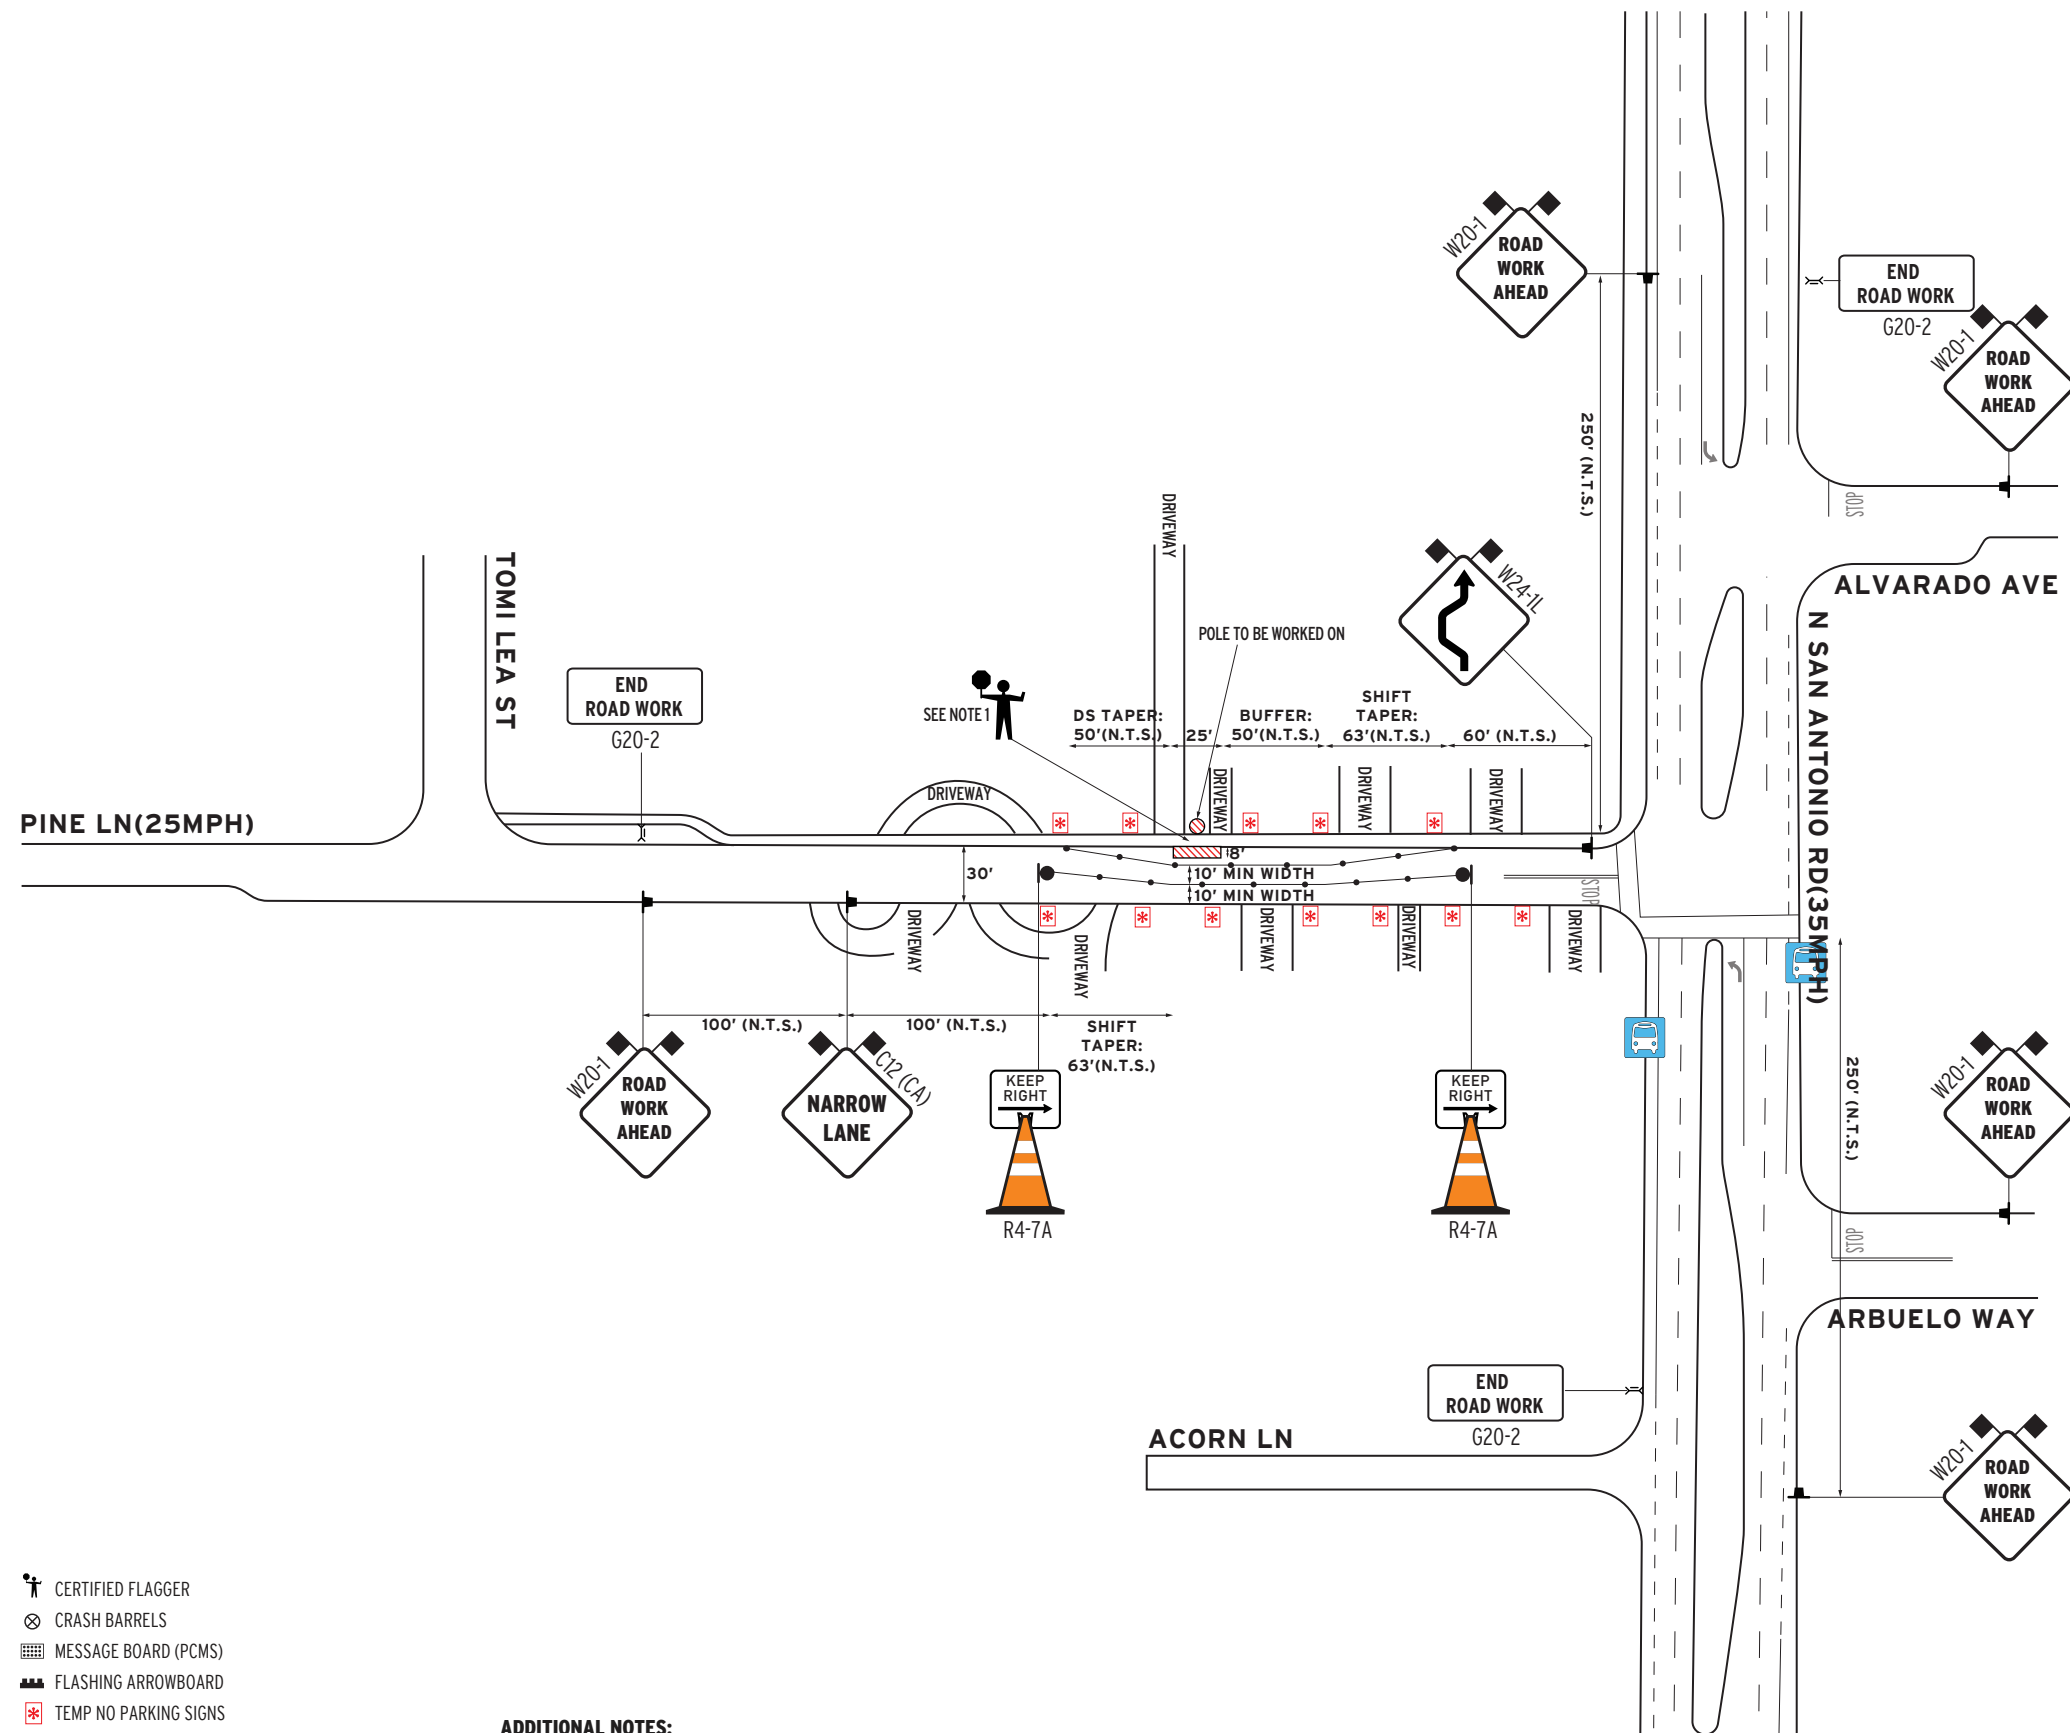 W20-1
ROAD
WORK
AHEAD
END
ROAD WORK
G20-2
W20-1
ROAD
WORK
AHEAD
250' (N.T.S.)
STOP
ALVARADO AVE
DRIVEWAY
TOMI LEA ST
W24-1L
N SAN ANTONIO RD(35MPH)
POLE TO BE WORKED ON
END
ROAD WORK
G20-2
SEE NOTE 1
DS TAPER:
50'(N.T.S.)
25'
BUFFER:
50'(N.T.S.)
SHIFT
TAPER:
63'(N.T.S.)
60' (N.T.S.)
DRIVEWAY
DRIVEWAY
DRIVEWAY
DRIVEWAY
PINE LN(25MPH)
8'
30'
10' MIN WIDTH
10' MIN WIDTH
STOP
DRIVEWAY
DRIVEWAY
DRIVEWAY
DRIVEWAY
DRIVEWAY
100' (N.T.S.)
100' (N.T.S.)
SHIFT
TAPER:
63'(N.T.S.)
W20-1
ROAD
WORK
AHEAD
C12 (CA)
NARROW
LANE
KEEP
RIGHT
R4-7A
KEEP
RIGHT
R4-7A
250' (N.T.S.)
W20-1
ROAD
WORK
AHEAD
STOP
ARBUELO WAY
END
ROAD WORK
G20-2
ACORN LN
W20-1
ROAD
WORK
AHEAD
CERTIFIED FLAGGER
CRASH BARRELS
MESSAGE BOARD (PCMS)
FLASHING ARROWBOARD
TEMP NO PARKING SIGNS
ADDITIONAL NOTES: